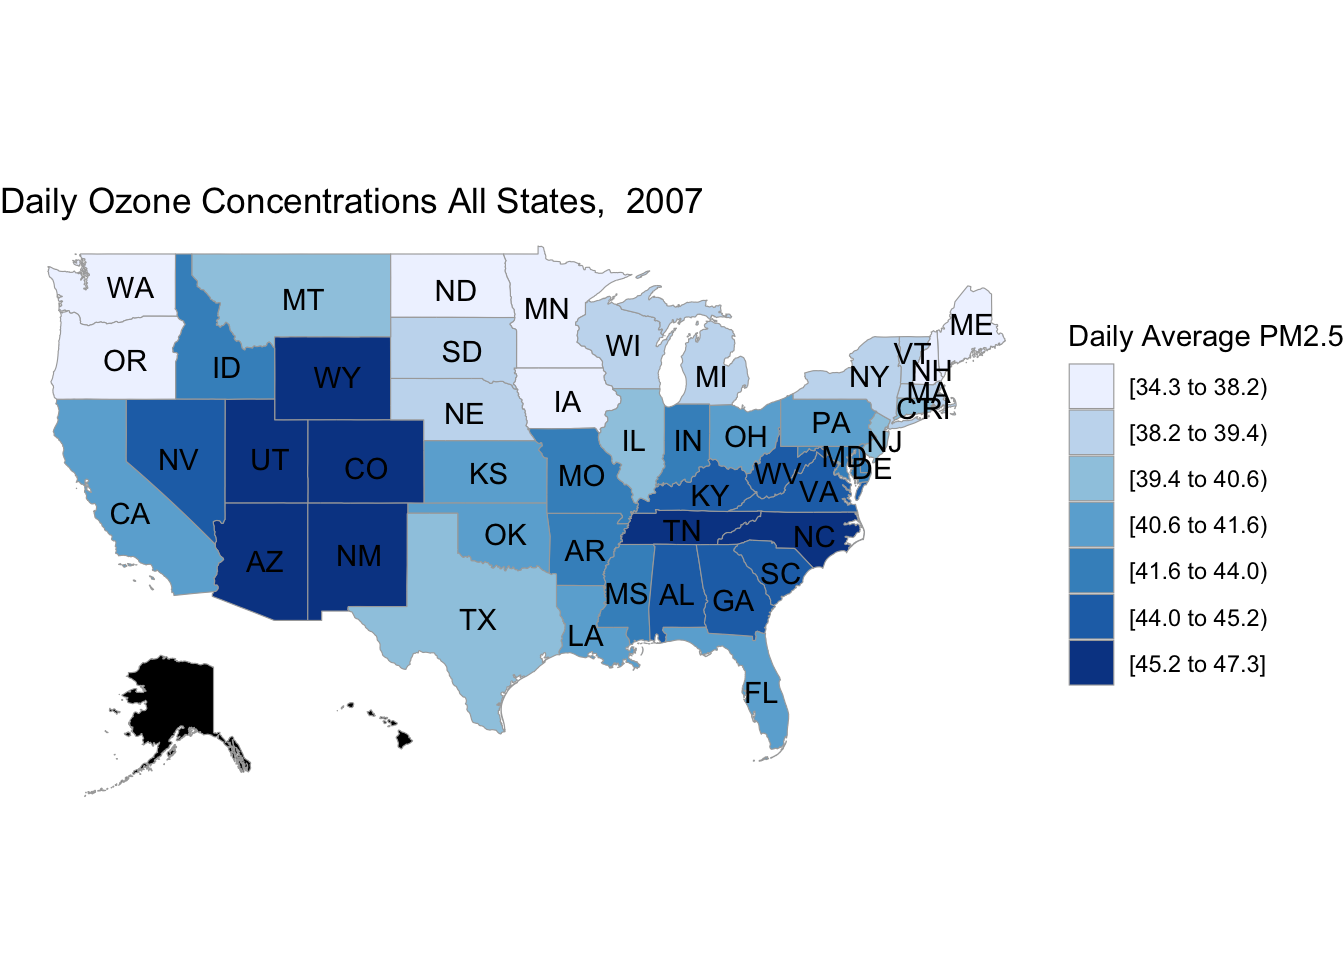 Daily Ozone Concentrations All States,  2007
WA
MT
ND
MN
ME
OR
ID
WY
SD
WI
MI
NY
VT
NH
MA
CT
RI
NE
IA
NV
UT
CO
KS
MO
IL
IN
OH
PA
NJ
MD
DE
WV
VA
KY
CA
AZ
NM
OK
AR
TN
NC
SC
TX
LA
MS
AL
GA
FL
Daily Average PM2.5
[34.3 to 38.2)
[38.2 to 39.4)
[39.4 to 40.6)
[40.6 to 41.6)
[41.6 to 44.0)
[44.0 to 45.2)
[45.2 to 47.3]